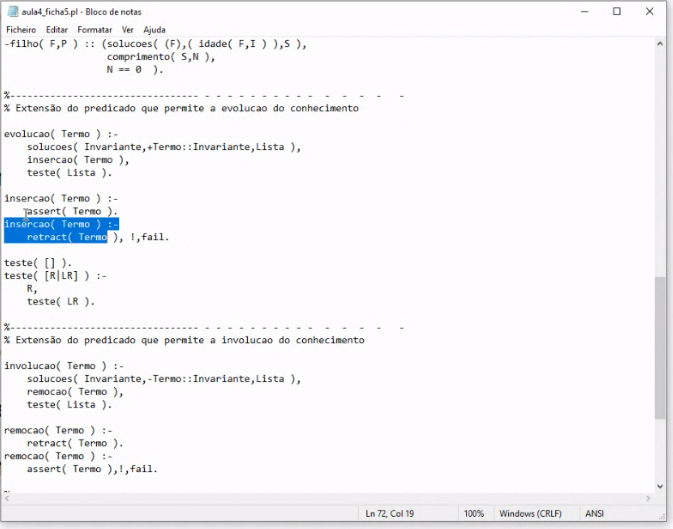 aula4_ficha5.pl - Bloco de notas
Ficheiro Editar Formatar Ver Ajuda
-filho( F,P ) :: (solucoes( (F),( idade( F,I ) ),S ),
comprimento( S,N ),
N == 0 ).
%------------------------------- - - - - - - - - - - - - - - -
% Extensão do predicado que permite a evolucao do conhecimento
evolucao( Termo ) :-
solucoes( Invariante,+Termo::Invariante,Lista ),
insercao( Termo ),
teste( Lista ).
insercao( Termo ) :-
assert( Termo ).
insercao( Termo ) :-
retract( Termo ), !,fail.
teste( [] ).
teste( [R|LR] ) :-
R,
teste( LR ).
%------------------------------- - - - - - - - - - - - - - - -
% Extensão do predicado que permite a involucao do conhecimento
involucao( Termo ) :-
solucoes( Invariante,-Termo::Invariante,Lista ),
remocao( Termo ),
teste( Lista ).
remocao( Termo ) :-
retract( Termo ).
remocao( Termo ) :-
assert( Termo ),!,fail.
Ln 72, Col 19 100% Windows (CRLF) ANSI